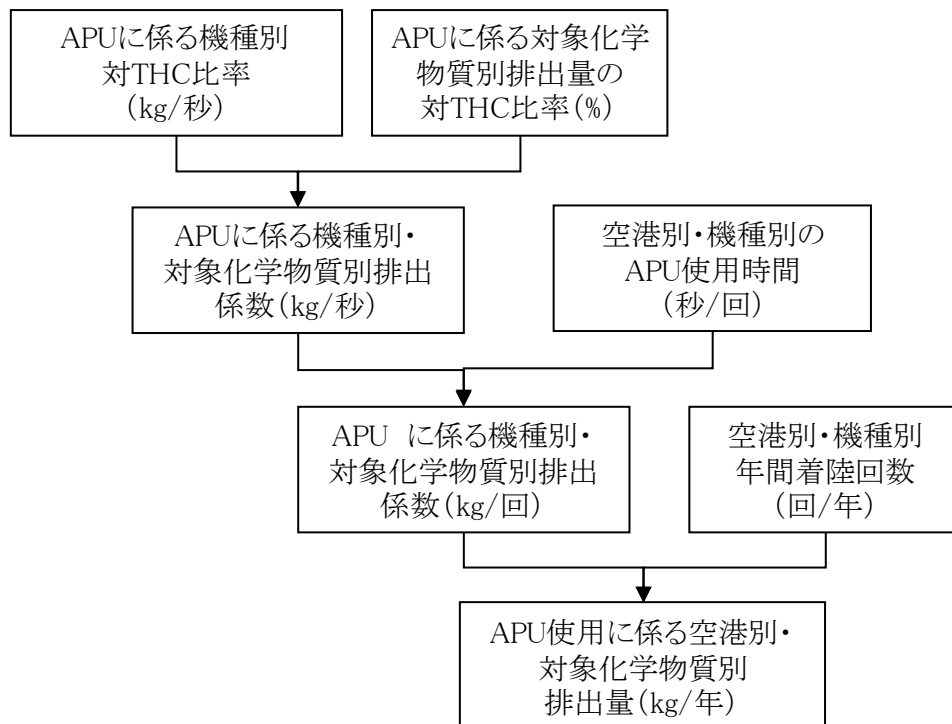 APUに係る機種別
対THC比率
(kg/秒)
APUに係る対象化学
物質別排出量の
対THC比率(%)
APUに係る機種別・
対象化学物質別排出
係数(kg/秒)
空港別・機種別の
APU使用時間
(秒/回)
APU に係る機種別・
対象化学物質別排出
係数(kg/回)
空港別・機種別
年間着陸回数
(回/年)
APU使用に係る空港別・
対象化学物質別
排出量(kg/年)